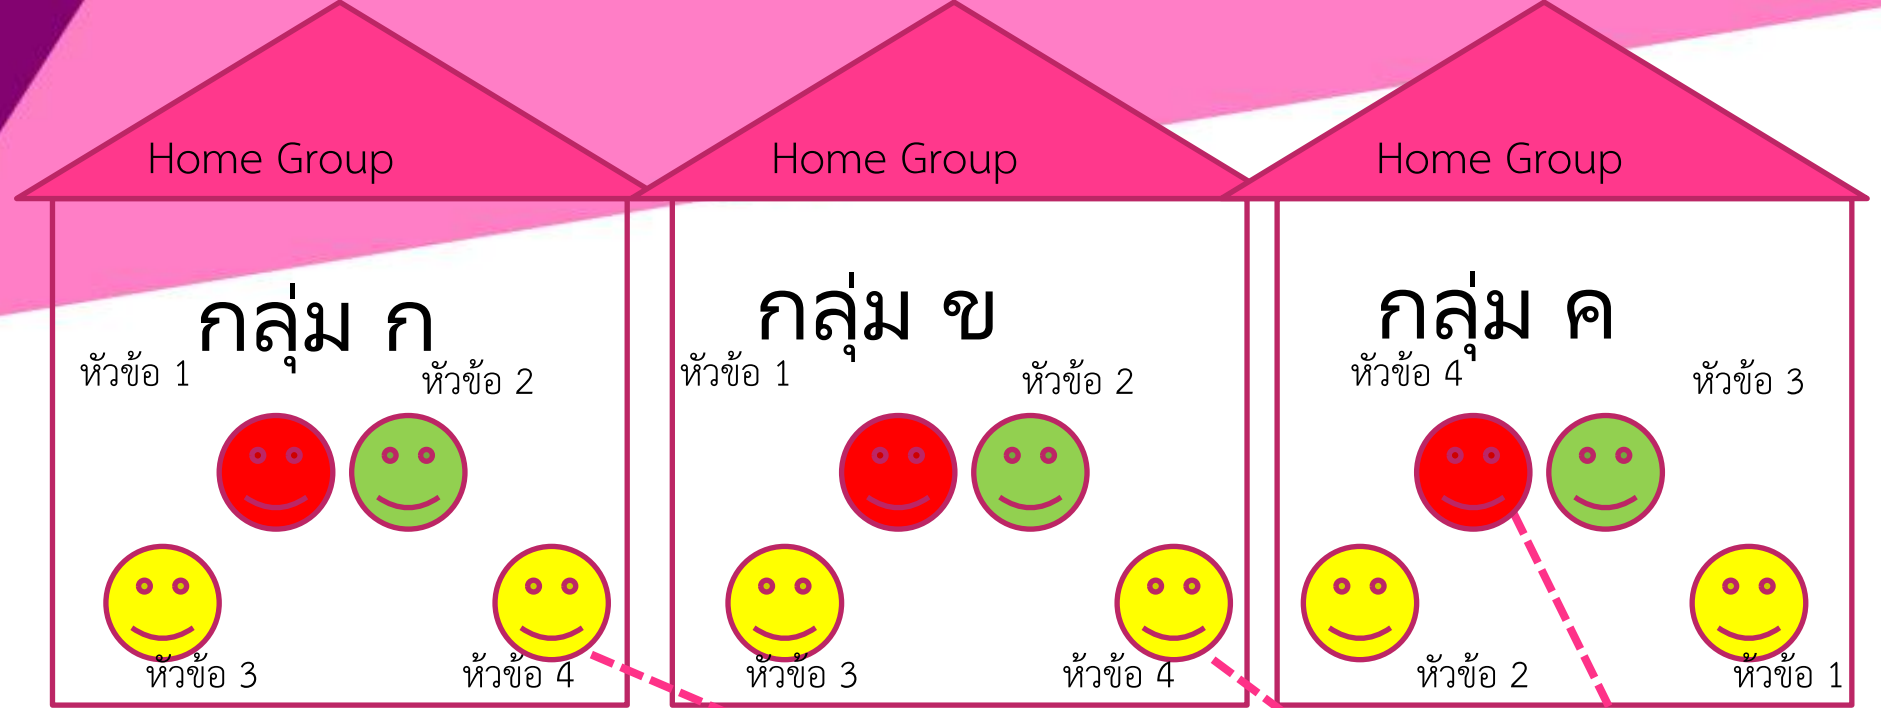 Home Group
Home Group
Home Group
กลุ่ม ก
กลุ่ม ข
กลุ่ม ค
หัวข้อ 1
หัวข้อ 2
หัวข้อ 1
หัวข้อ 2
หัวข้อ 4
หัวข้อ 3
หัวข้อ 3
ห้วข้อ 4
หัวข้อ 3
ห้วข้อ 4
หัวข้อ 2
ห้วข้อ 1